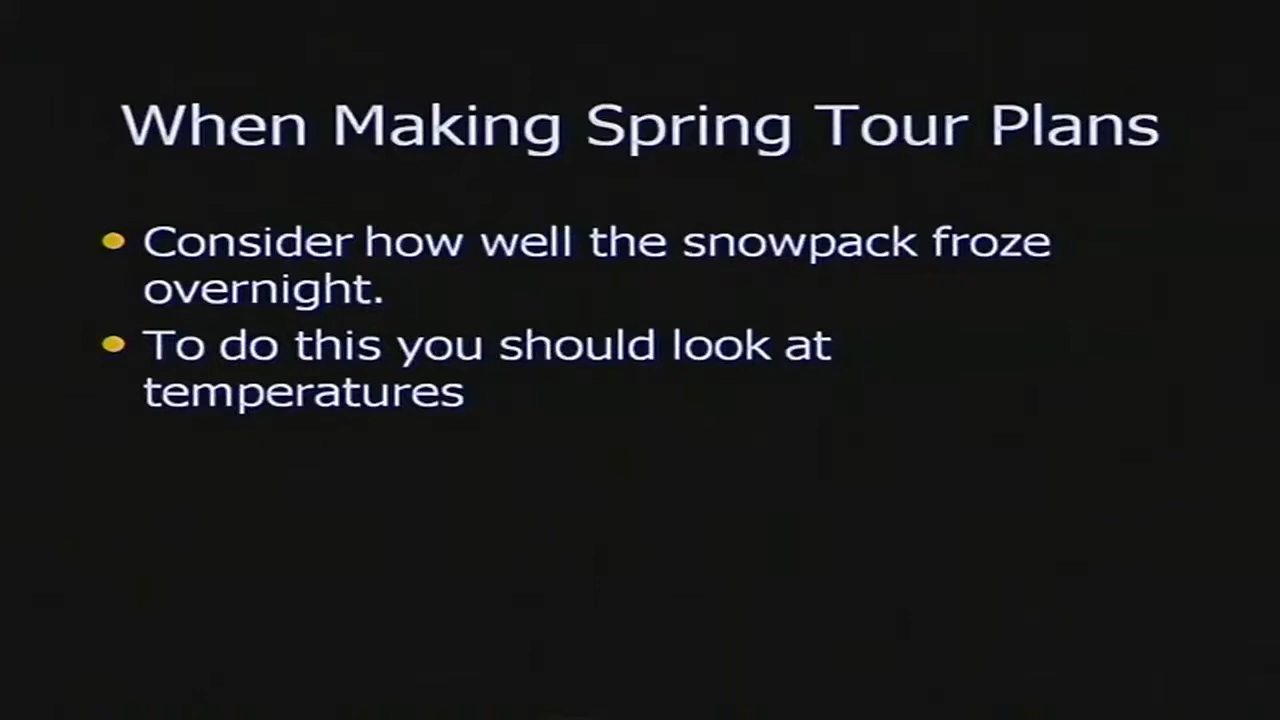 When Making Spring Tour Plans
Consider how well the snowpack froze
overnight.
To do this you should look at
temperatures